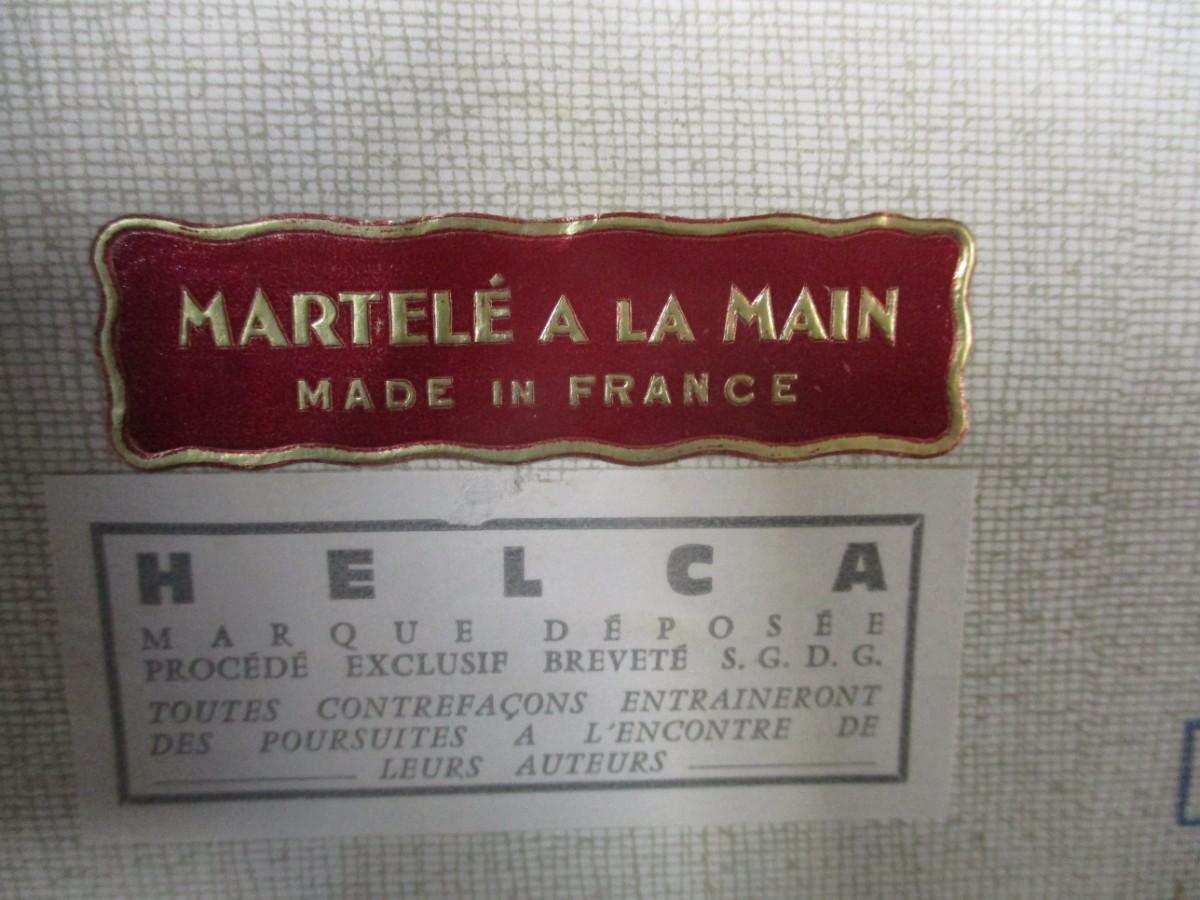 MARTELÉ A LA MAIN
MADE IN FRANCE
HELCA
MARQUE DÉPOSÉE
PROCÉDÉ EXCLUSIF BREVETÉ S. G. D. G.
TOUTES CONTREFAÇONS ENTRAINERONT
DES POURSUITES A L'ENCONTRE DE
LEURS AUTEURS